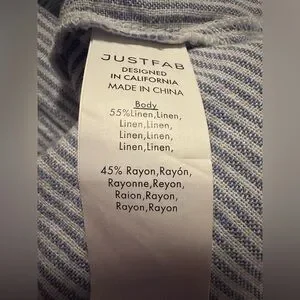 JUSTFAB
DESIGNED
IN CALIFORNIA
MADE IN CHINA
Body
55%Linen,Linen,
Linen,Linen,
Linen,Linen,
Linen,Linen,
45% Rayon,Rayón,
Rayonne,Reyon,
Raion,Rayon,
Rayon,Rayon